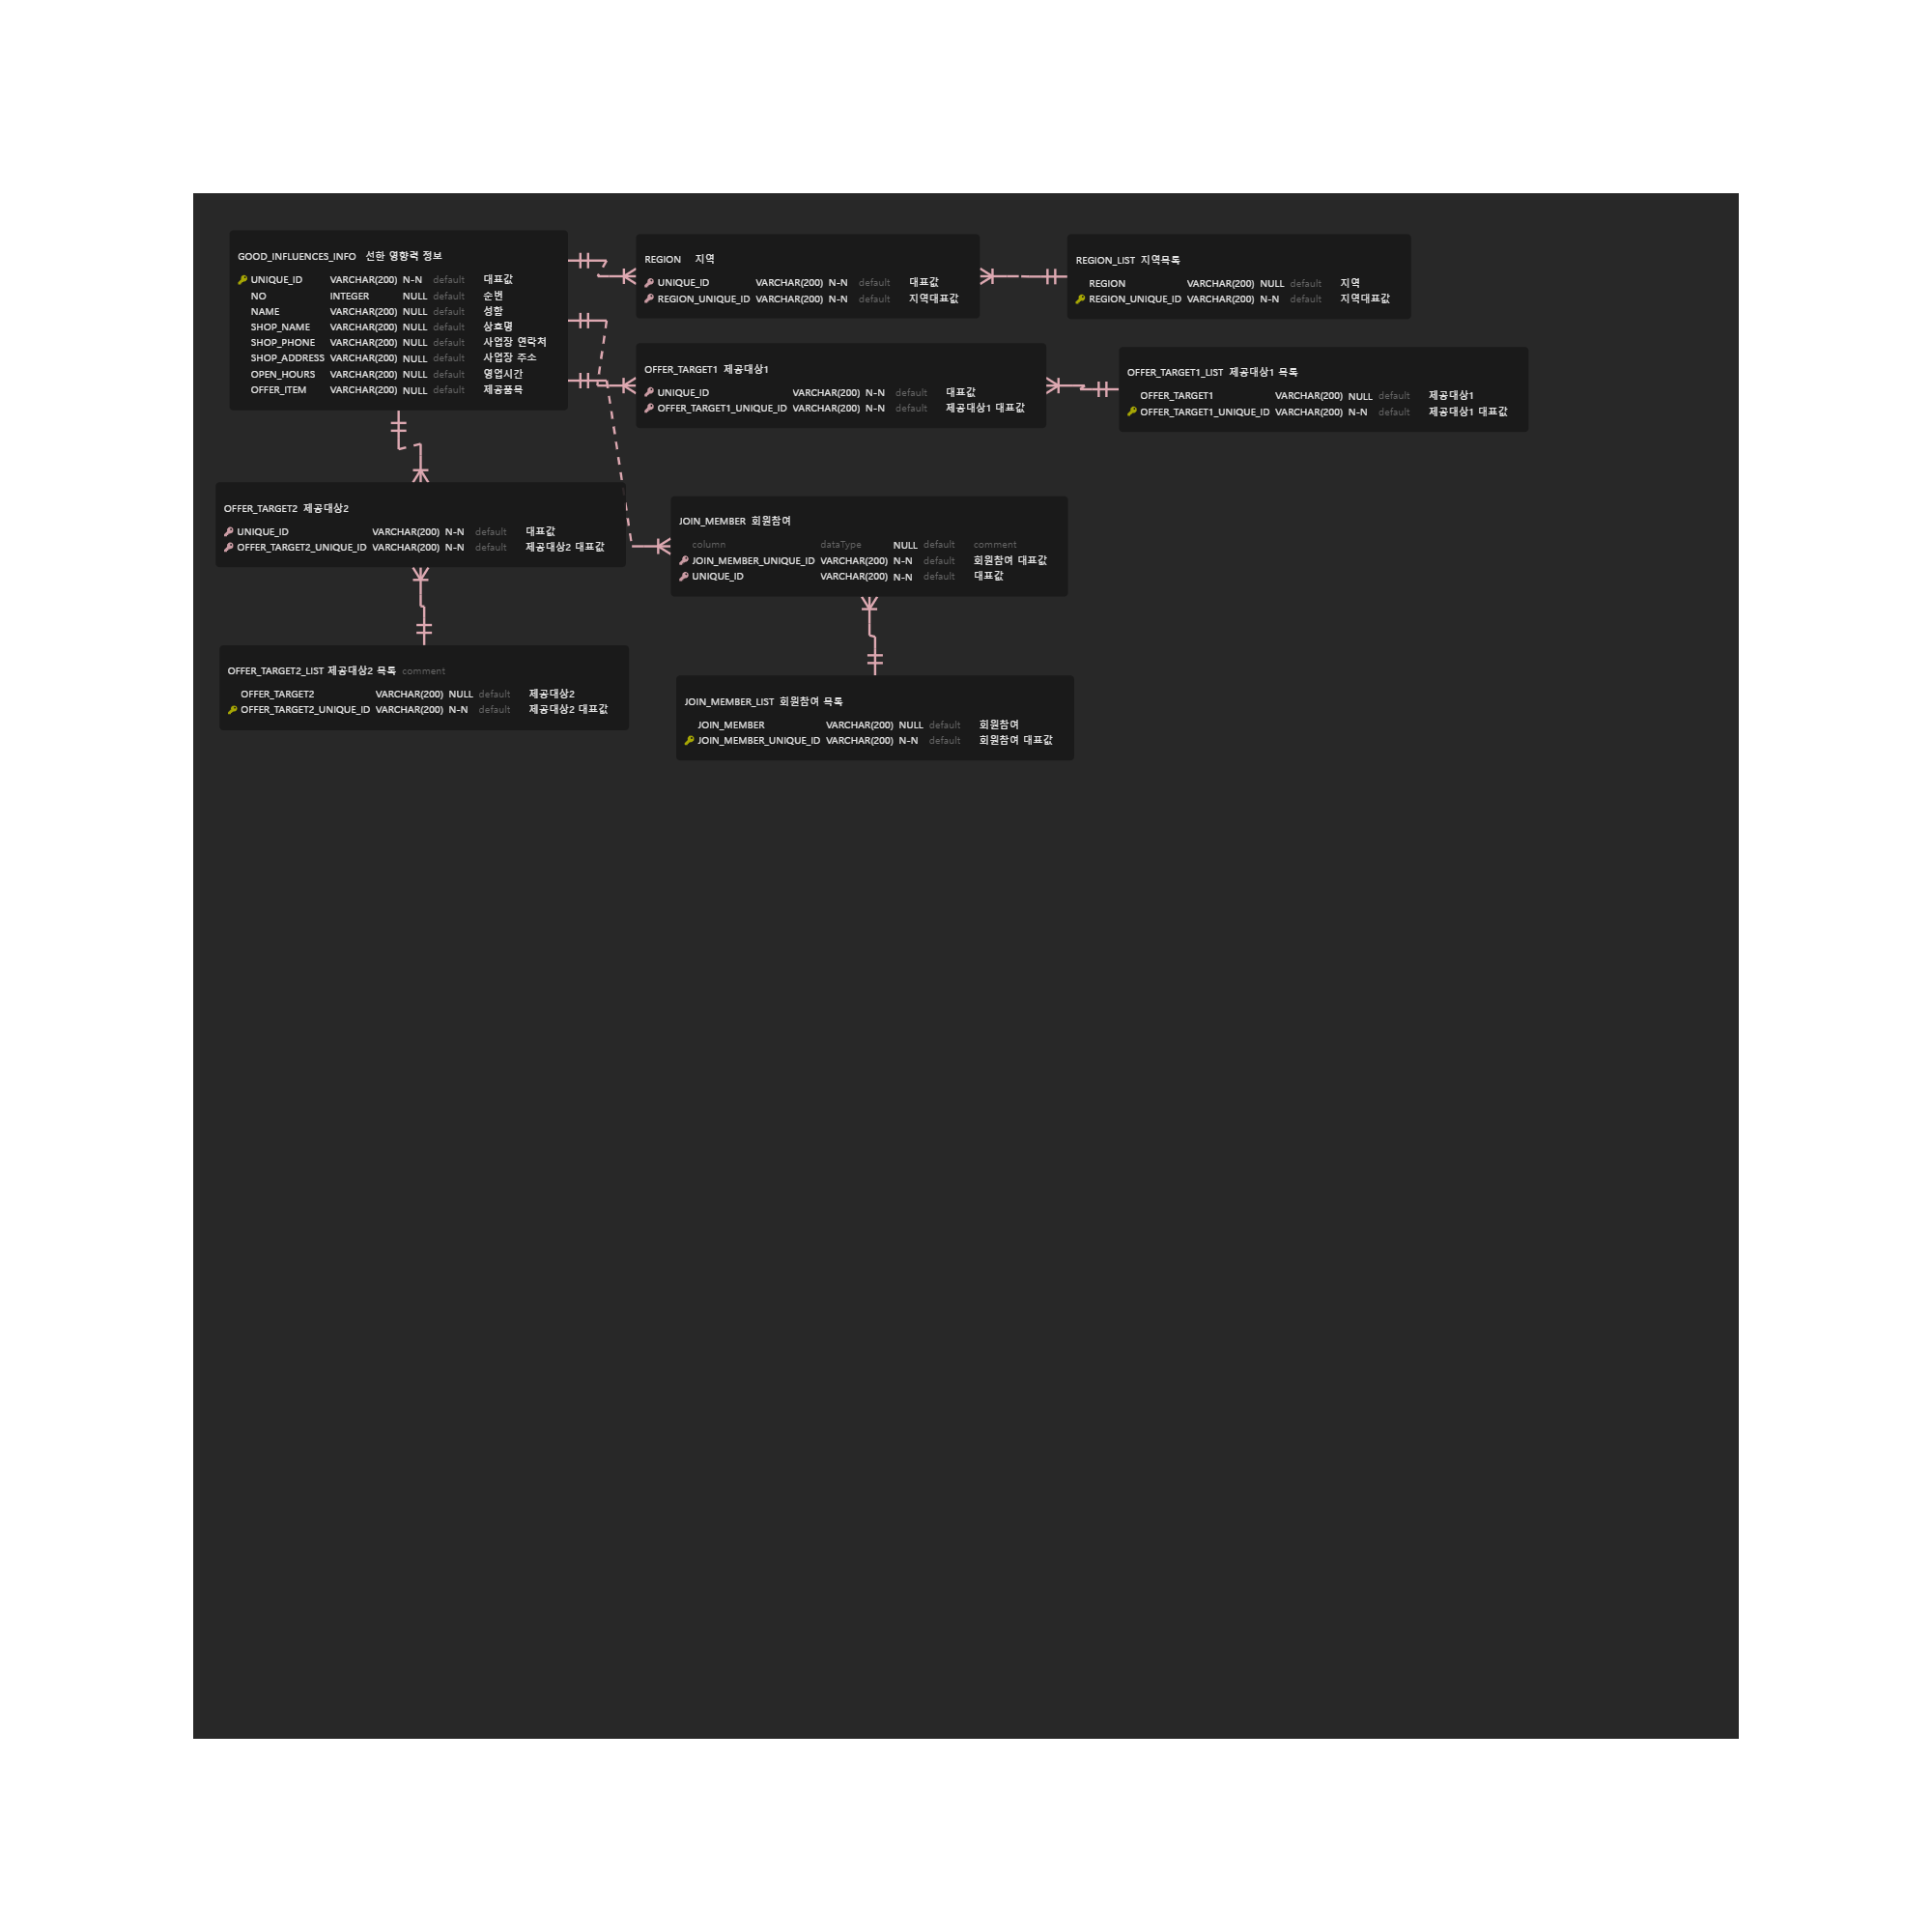 GOOD_INFLUENCES_INFO 선한 영향력 정보
UNIQUE_ID VARCHAR(200) N-N default 대표값
NO INTEGER NULL default 순번
NAME VARCHAR(200) NULL default 성함
SHOP_NAME VARCHAR(200) NULL default 상호명
SHOP_PHONE VARCHAR(200) NULL default 사업장 연락처
SHOP_ADDRESS VARCHAR(200) NULL default 사업장 주소
OPEN_HOURS VARCHAR(200) NULL default 영업시간
OFFER_ITEM VARCHAR(200) NULL default 제공품목
REGION 지역
UNIQUE_ID VARCHAR(200) N-N default 대표값
REGION_UNIQUE_ID VARCHAR(200) N-N default 지역대표값
REGION_LIST 지역목록
REGION VARCHAR(200) NULL default 지역
REGION_UNIQUE_ID VARCHAR(200) N-N default 지역대표값
OFFER_TARGET1 제공대상1
UNIQUE_ID VARCHAR(200) N-N default 대표값
OFFER_TARGET1_UNIQUE_ID VARCHAR(200) N-N default 제공대상1 대표값
OFFER_TARGET1_LIST 제공대상1 목록
OFFER_TARGET1 VARCHAR(200) NULL default 제공대상1
OFFER_TARGET1_UNIQUE_ID VARCHAR(200) N-N default 제공대상1 대표값
OFFER_TARGET2 제공대상2
UNIQUE_ID VARCHAR(200) N-N default 대표값
OFFER_TARGET2_UNIQUE_ID VARCHAR(200) N-N default 제공대상2 대표값
JOIN_MEMBER 회원참여
column dataType NULL default comment
JOIN_MEMBER_UNIQUE_ID VARCHAR(200) N-N default 회원참여 대표값
UNIQUE_ID VARCHAR(200) N-N default 대표값
OFFER_TARGET2_LIST 제공대상2 목록 comment
OFFER_TARGET2 VARCHAR(200) NULL default 제공대상2
OFFER_TARGET2_UNIQUE_ID VARCHAR(200) N-N default 제공대상2 대표값
JOIN_MEMBER_LIST 회원참여 목록
JOIN_MEMBER VARCHAR(200) NULL default 회원참여
JOIN_MEMBER_UNIQUE_ID VARCHAR(200) N-N default 회원참여 대표값